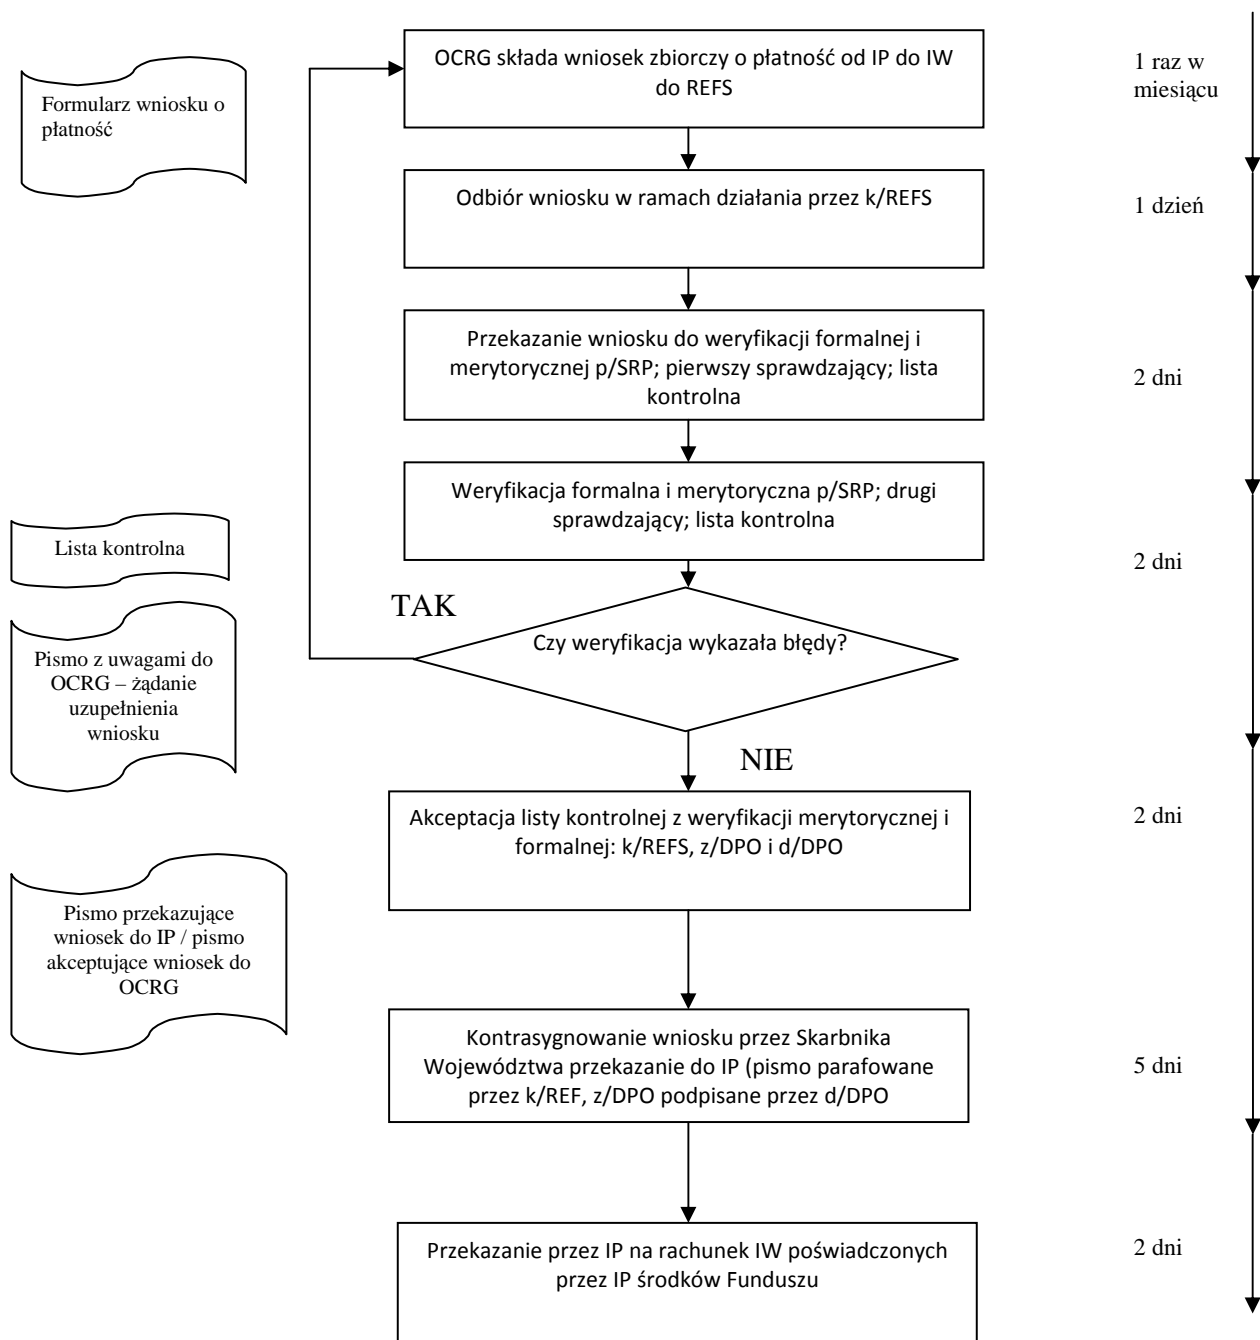 OCRG składa wniosek zbiorczy o płatność od IP do IW
do REFS
1 raz w
miesiącu
Formularz wniosku o
płatność
Odbiór wniosku w ramach działania przez k/REFS
1 dzień
Przekazanie wniosku do weryfikacji formalnej i
merytorycznej p/SRP; pierwszy sprawdzający; lista
kontrolna
2 dni
Weryfikacja formalna i merytoryczna p/SRP; drugi
sprawdzający; lista kontrolna
2 dni
Lista kontrolna
TAK
Czy weryfikacja wykazała błędy?
Pismo z uwagami do
OCRG – żądanie
uzupełnienia
wniosku
NIE
Akceptacja listy kontrolnej z weryfikacji merytorycznej i
formalnej: k/REFS, z/DPO i d/DPO
2 dni
Pismo przekazujące
wniosek do IP / pismo
akceptujące wniosek do
OCRG
Kontrasygnowanie wniosku przez Skarbnika
Województwa przekazanie do IP (pismo parafowane
przez k/REF, z/DPO podpisane przez d/DPO
5 dni
Przekazanie przez IP na rachunek IW poświadczonych
przez IP środków Funduszu
2 dni